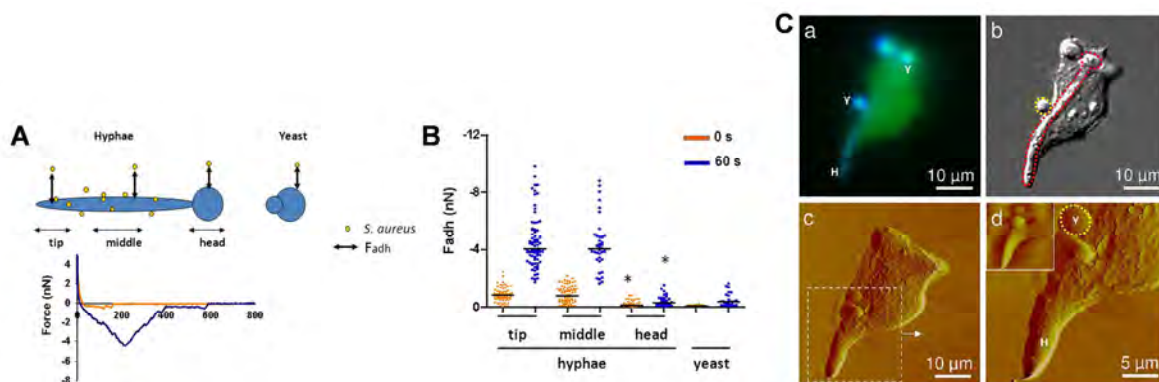 A
Hyphae
Yeast
tip
middle
head
S. aureus
Fadh
Force (nN)
4
2
0
-2
-4
-6
-8
0
200
400
600
800
B
0 s
60 s
Fadh (nN)
-12
-8
-4
0
*
*
tip
middle
head
hyphae
yeast
C
a
Y
Y
H
10 μm
b
10 μm
c
10 μm
d
Y
H
5 μm